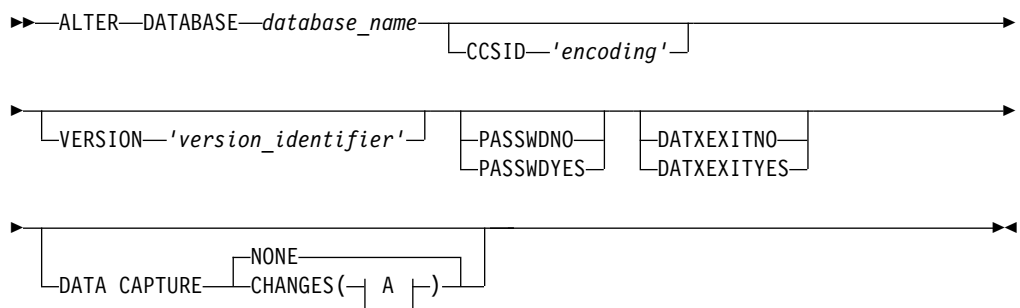 ALTER DATABASE database_name
CCSID 'encoding'
VERSION 'version_identifier'
PASSWDNO
PASSWDYES
DATXEXITNO
DATXEXITYES
DATA CAPTURE
NONE
CHANGES( A )